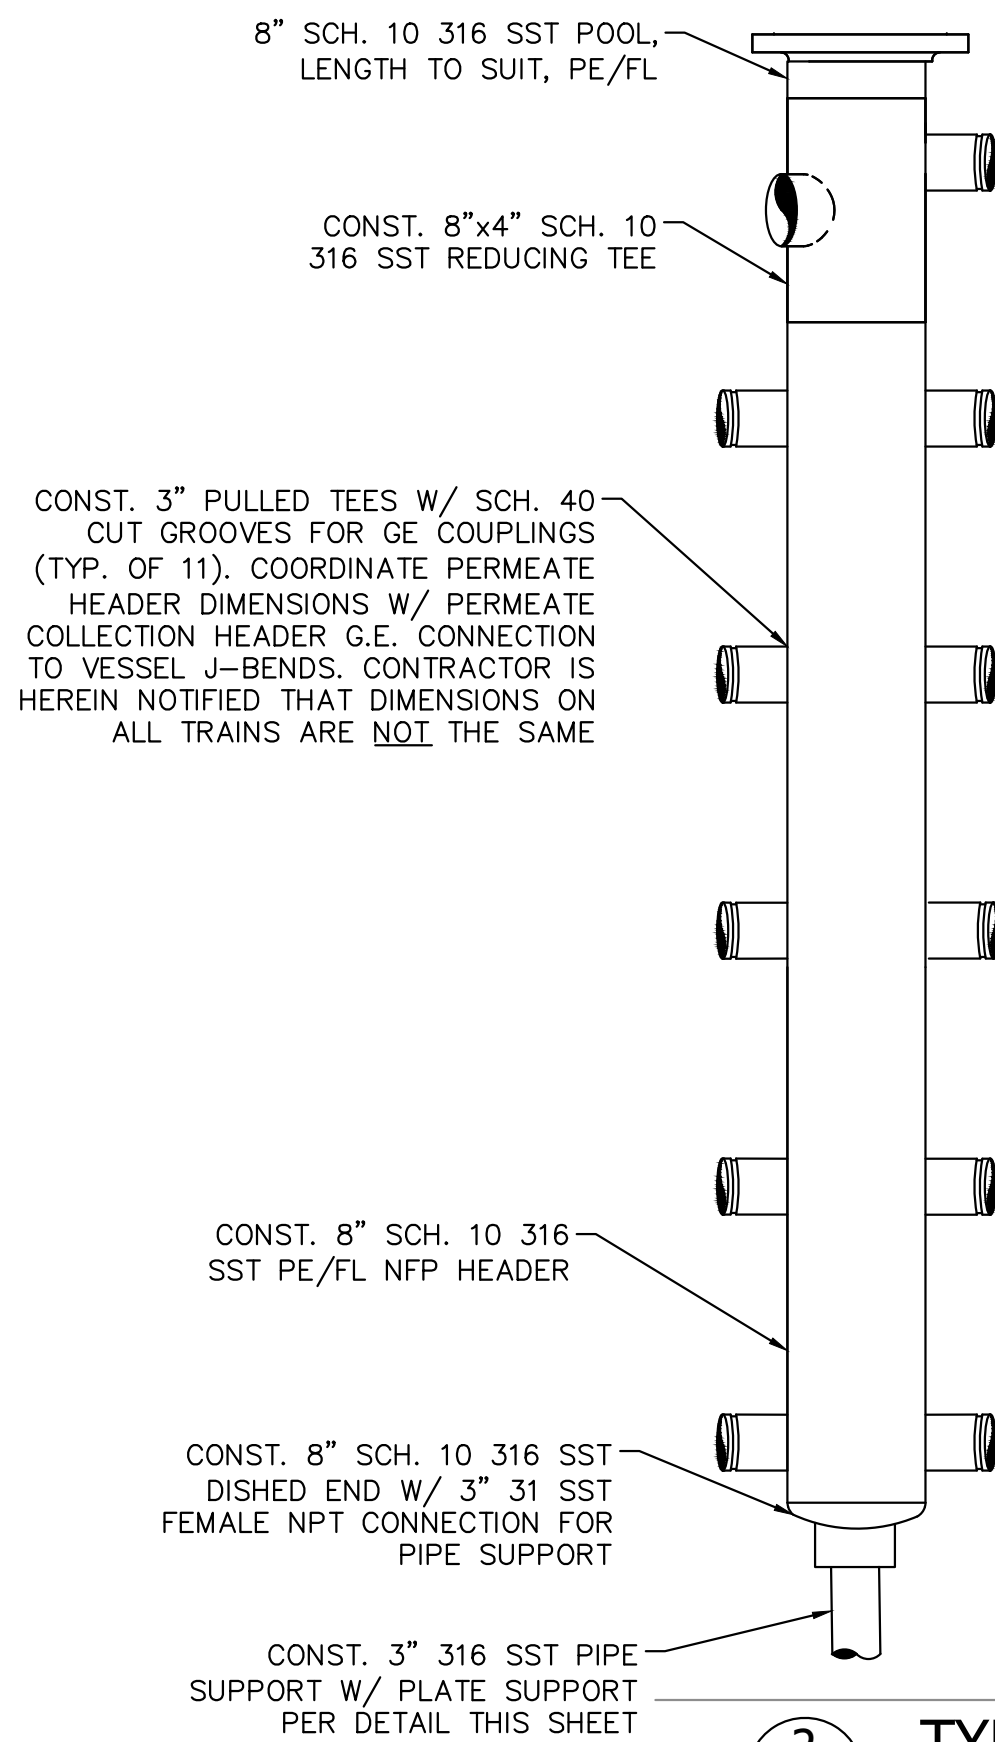 8” SCH. 10 316 SST POOL,
LENGTH TO SUIT, PE/FL
CONST. 8”x4” SCH. 10
316 SST REDUCING TEE
CONST. 3” PULLED TEES W/ SCH. 40
CUT GROOVES FOR GE COUPLINGS
(TYP. OF 11). COORDINATE PERMEATE
HEADER DIMENSIONS W/ PERMEATE
COLLECTION HEADER G.E. CONNECTION
TO VESSEL J–BENDS. CONTRACTOR IS
HEREIN NOTIFIED THAT DIMENSIONS ON
ALL TRAINS ARE NOT THE SAME
CONST. 8” SCH. 10 316
SST PE/FL NFP HEADER
CONST. 8” SCH. 10 316 SST
DISHED END W/ 3” 31 SST
FEMALE NPT CONNECTION FOR
PIPE SUPPORT
CONST. 3” 316 SST PIPE
SUPPORT W/ PLATE SUPPORT
PER DETAIL THIS SHEET